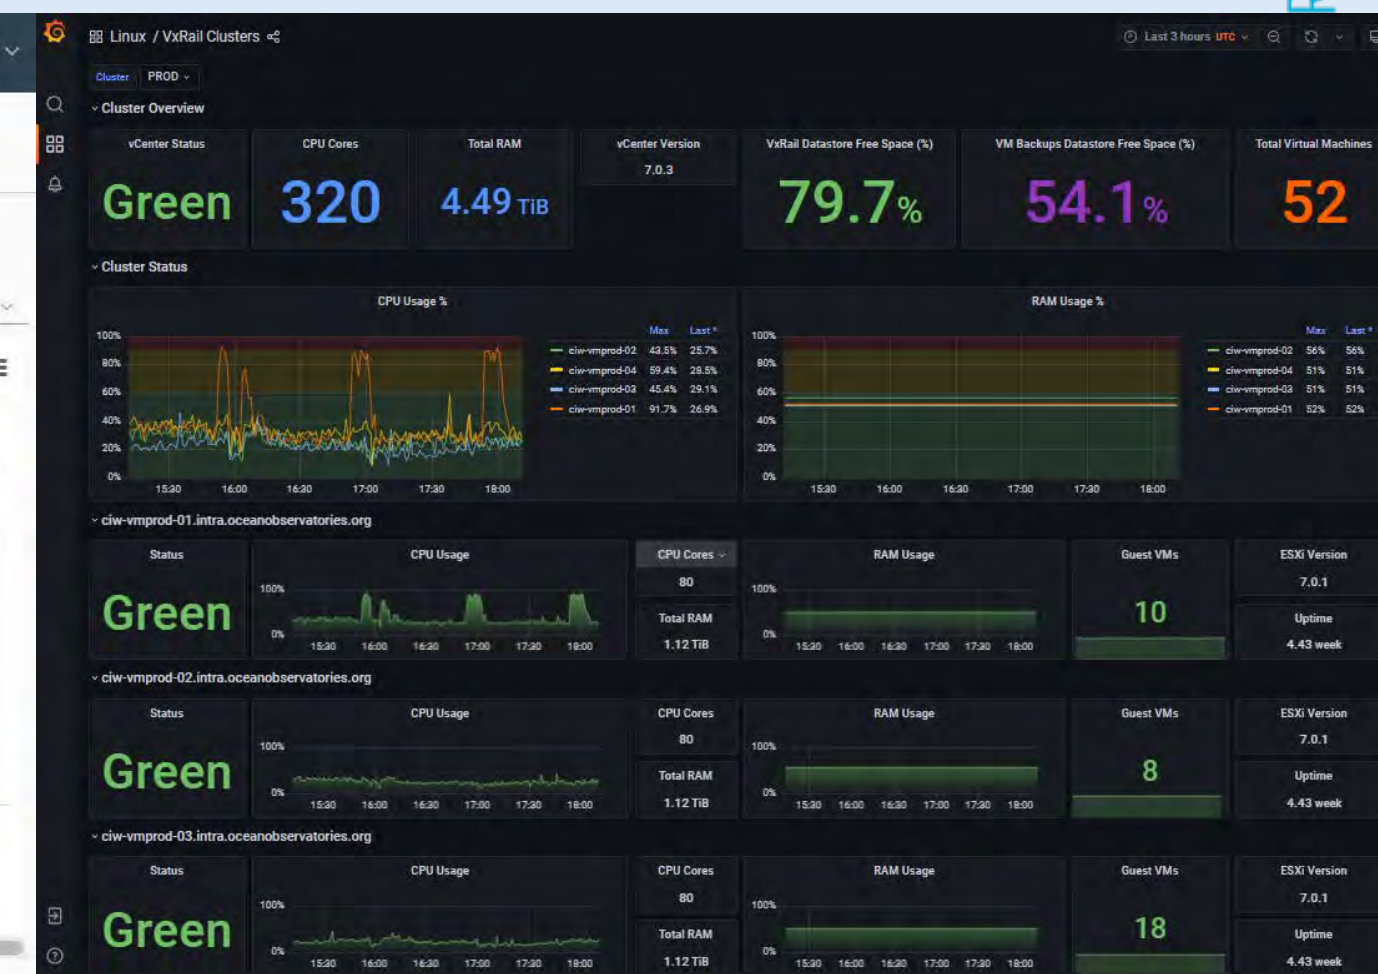 Linux / VxRail Clusters
Last 3 hours UTC
Cluster PROD
Cluster Overview
vCenter Status
Green
CPU Cores
320
Total RAM
4.49 TiB
vCenter Version
7.0.3
VxRail Datastore Free Space (%)
79.7%
VM Backups Datastore Free Space (%)
54.1%
Total Virtual Machines
52
Cluster Status
CPU Usage %
100%
80%
60%
40%
20%
0%
15:30 16:00 16:30 17:00 17:30 18:00
Max Last *
ciw-vmprod-02 43.5% 25.7%
ciw-vmprod-04 59.4% 28.5%
ciw-vmprod-03 45.4% 29.1%
ciw-vmprod-01 91.7% 26.9%
RAM Usage %
100%
80%
60%
40%
20%
0%
15:30 16:00 16:30 17:00 17:30 18:00
Max Last *
ciw-vmprod-02 56% 56%
ciw-vmprod-04 51% 51%
ciw-vmprod-03 51% 51%
ciw-vmprod-01 52% 52%
ciw-vmprod-01.intra.oceanobservatories.org
Status
Green
CPU Usage
100%
0%
15:30 16:00 16:30 17:00 17:30 18:00
CPU Cores
80
Total RAM
1.12 TiB
RAM Usage
100%
0%
15:30 16:00 16:30 17:00 17:30 18:00
Guest VMs
10
ESXi Version
7.0.1
Uptime
4.43 week
ciw-vmprod-02.intra.oceanobservatories.org
Status
Green
CPU Usage
100%
0%
15:30 16:00 16:30 17:00 17:30 18:00
CPU Cores
80
Total RAM
1.12 TiB
RAM Usage
100%
0%
15:30 16:00 16:30 17:00 17:30 18:00
Guest VMs
8
ESXi Version
7.0.1
Uptime
4.43 week
ciw-vmprod-03.intra.oceanobservatories.org
Status
Green
CPU Usage
100%
0%
15:30 16:00 16:30 17:00 17:30 18:00
CPU Cores
80
Total RAM
1.12 TiB
RAM Usage
100%
0%
15:30 16:00 16:30 17:00 17:30 18:00
Guest VMs
18
ESXi Version
7.0.1
Uptime
4.43 week